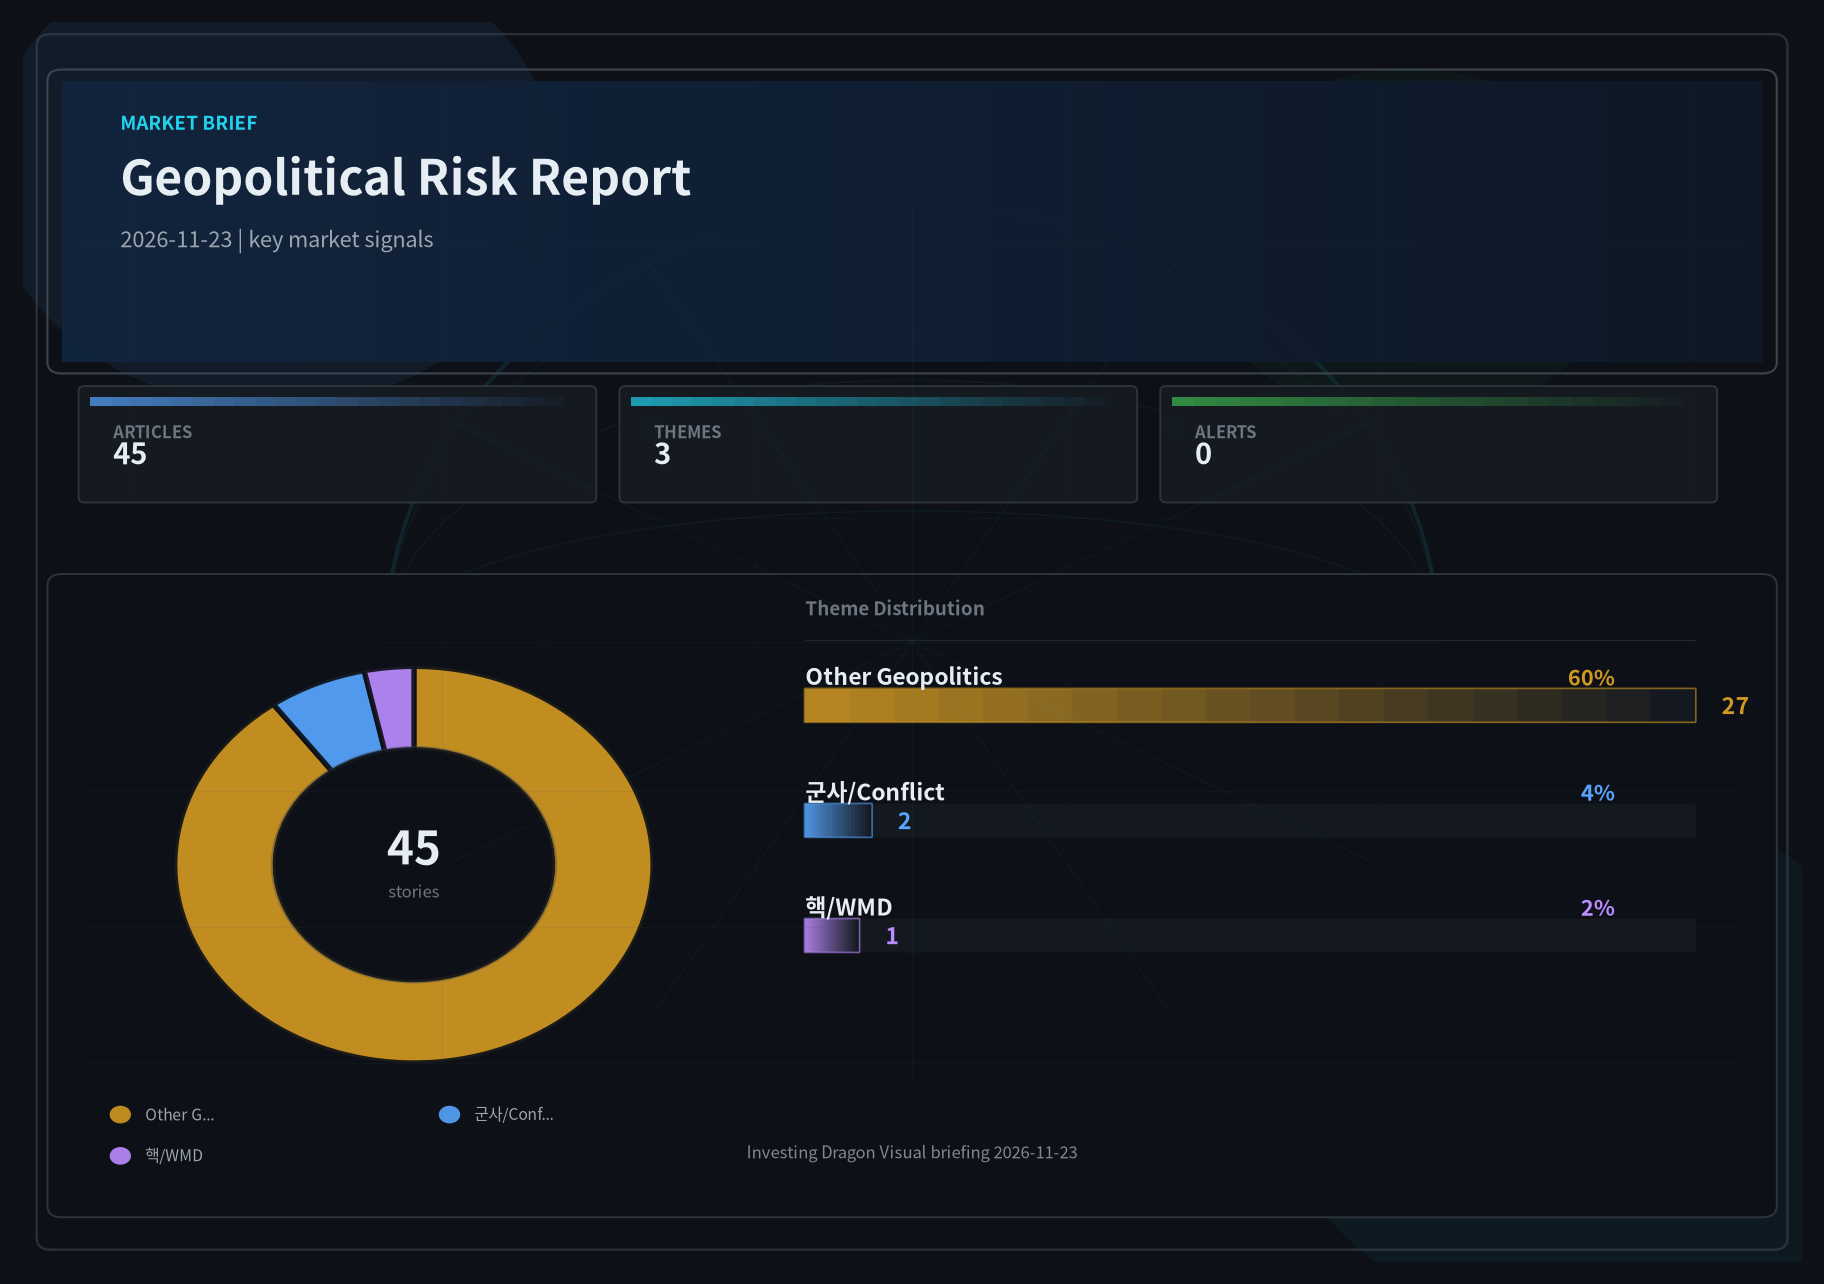 MARKET BRIEF
Geopolitical Risk Report
2026-11-23 | key market signals
ARTICLES
45
THEMES
3
ALERTS
0
Theme Distribution
Other Geopolitics 60%
27
군사/Conflict 4%
2
핵/WMD 2%
1
45
stories
Other G...
군사/Conf...
핵/WMD
Investing Dragon Visual briefing 2026-11-23